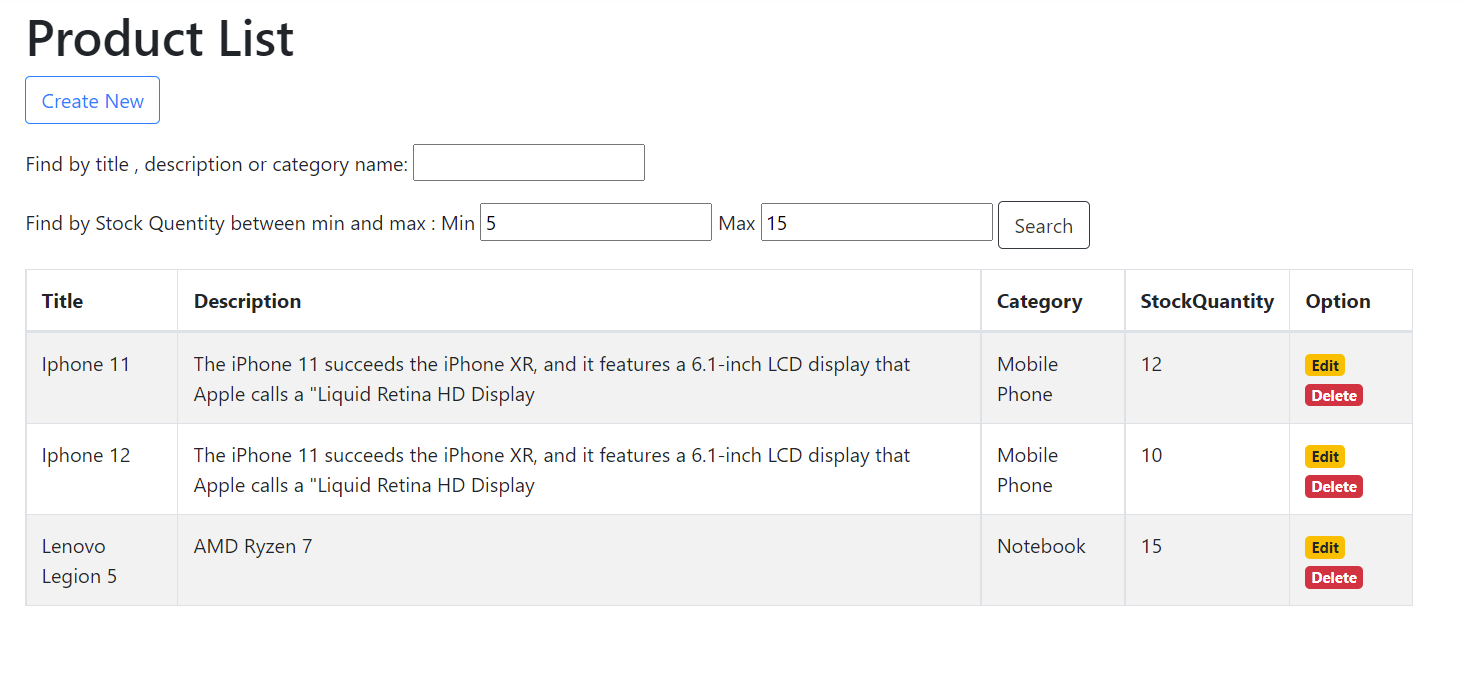 Product List
Create New
Find by title , description or category name:
Find by Stock Quentity between min and max : Min 5 Max 15 Search
Title Description Category StockQuantity Option
Iphone 11 The iPhone 11 succeeds the iPhone XR, and it features a 6.1-inch LCD display that Mobile 12 Edit
Apple calls a "Liquid Retina HD Display Phone Delete
Iphone 12 The iPhone 11 succeeds the iPhone XR, and it features a 6.1-inch LCD display that Mobile 10 Edit
Apple calls a "Liquid Retina HD Display Phone Delete
Lenovo AMD Ryzen 7 Notebook 15 Edit
Legion 5 Delete